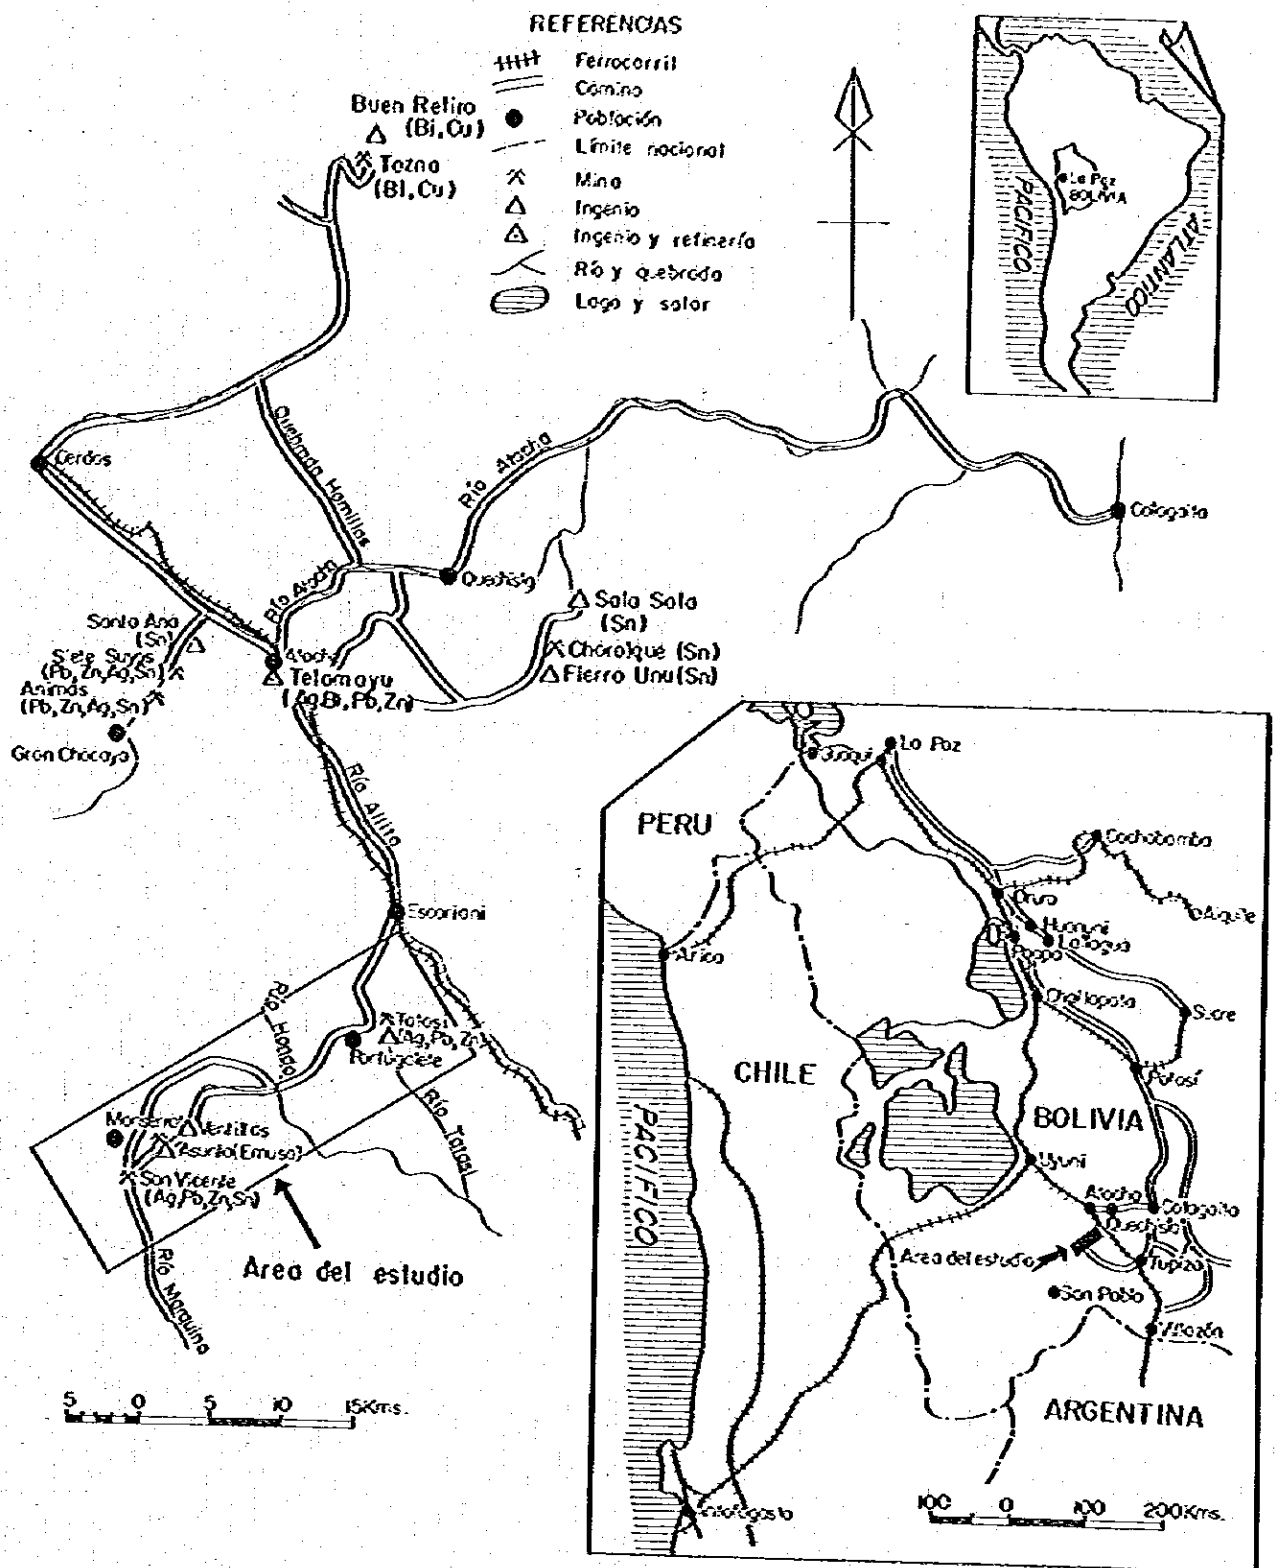 REFERENCIAS
Ferrocarril
Camino
Población
Límite nacional
Mina
Ingenio
Ingenio y refinería
Río y quebrada
Lago y salar
Buen Retiro
(Bi,Cu)
Tazna
(Bi,Cu)
La Paz
BOLIVIA
PACIFICO
ATLANTICO
Cerdas
Quebrada Hornillos
Río Atocha
Cotagaita
Quechisla
Río Atocha
Santa Ana
(Sn)
Siete Suyos
(Pb,Zn,Ag,Sn)
Animas
(Pb,Zn,Ag,Sn)
Gran Chocaya
Atocha
Telamayu
(Ag,Bi,Pb,Zn)
Sala Sala
(Sn)
Chorolque (Sn)
Fierro Unu (Sn)
Río Allita
Escoriani
Río Hondo
Tatasi
(Ag,Pb,Zn)
Portugalete
Río Tatasi
Monserrat
Ventillas
Asunta (Emusa)
San Vicente
(Ag,Pb,Zn,Sn)
Area del estudio
Río Marquina
5 0 5 10 15Kms.
PERU
Guaqui
La Paz
Cochabamba
Aiquile
Oruro
Huanuni
Llallagua
Poopó
Arica
Challapata
Sucre
Potosí
CHILE
PACIFICO
BOLIVIA
Uyuni
Atocha
Cotagaita
Quechisla
Area del estudio
Tupiza
San Pablo
Villazón
ARGENTINA
Antofagasta
100 0 100 200Kms.